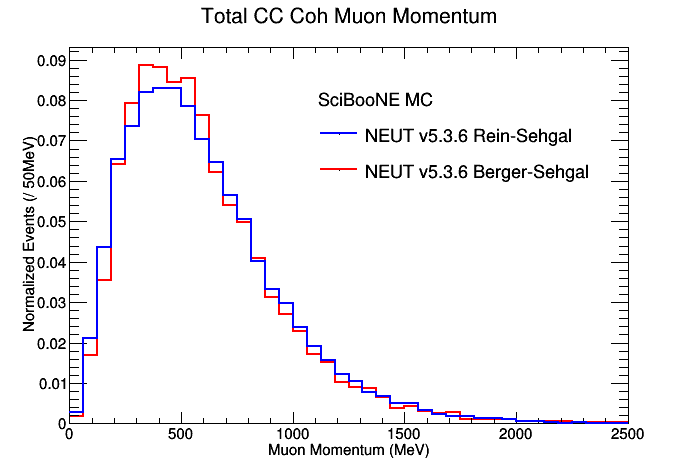 Total CC Coh Muon Momentum
Normalized Events (/ 50MeV)
0.09
0.08
0.07
0.06
0.05
0.04
0.03
0.02
0.01
0
SciBooNE MC
NEUT v5.3.6 Rein-Sehgal
NEUT v5.3.6 Berger-Sehgal
0 500 1000 1500 2000 2500
Muon Momentum (MeV)